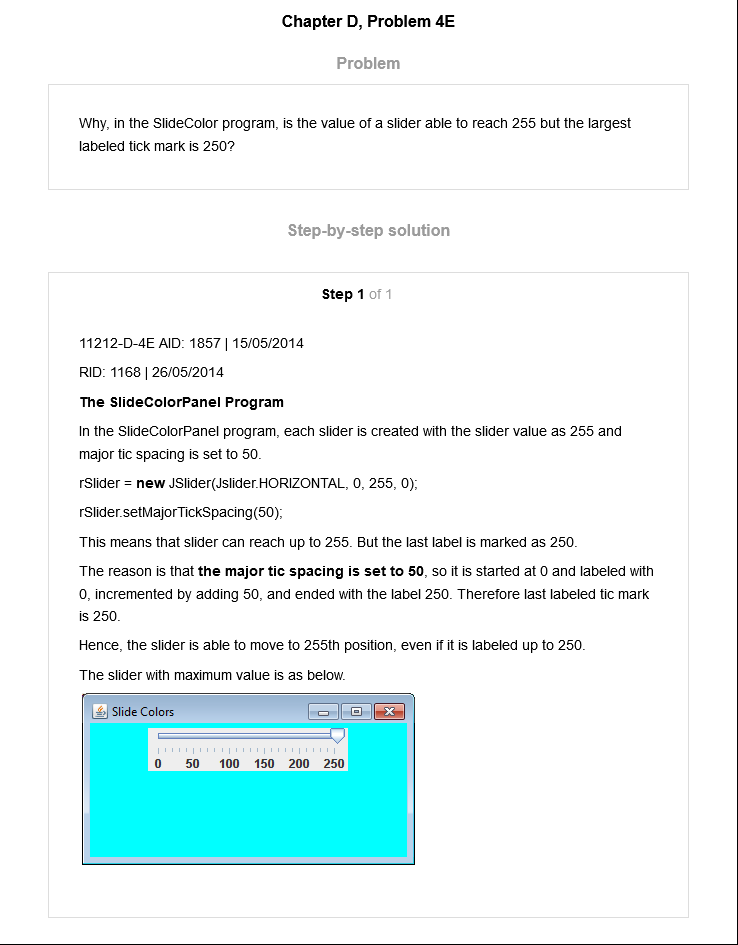 Chapter D, Problem 4E
Problem
Why, in the SlideColor program, is the value of a slider able to reach 255 but the largest
labeled tick mark is 250?
Step-by-step solution
Step 1 of 1
11212-D-4E AID: 1857 | 15/05/2014
RID: 1168 | 26/05/2014
The SlideColorPanel Program
In the SlideColorPanel program, each slider is created with the slider value as 255 and
major tic spacing is set to 50.
rSlider = new JSlider(Jslider.HORIZONTAL, 0, 255, 0);
rSlider.setMajorTickSpacing(50);
This means that slider can reach up to 255. But the last label is marked as 250.
The reason is that the major tic spacing is set to 50, so it is started at 0 and labeled with
0, incremented by adding 50, and ended with the label 250. Therefore last labeled tic mark
is 250.
Hence, the slider is able to move to 255th position, even if it is labeled up to 250.
The slider with maximum value is as below.
Slide Colors
0 50 100 150 200 250